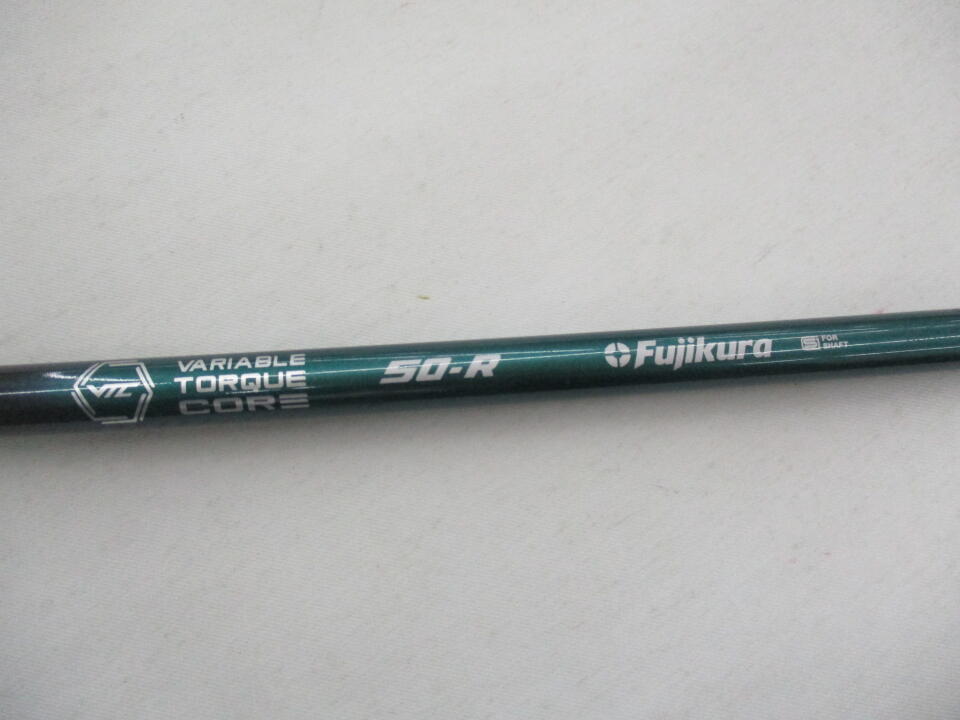 VTC
VARIABLE
TORQUE
CORE
50-R
Fujikura
FOR
SHAFT